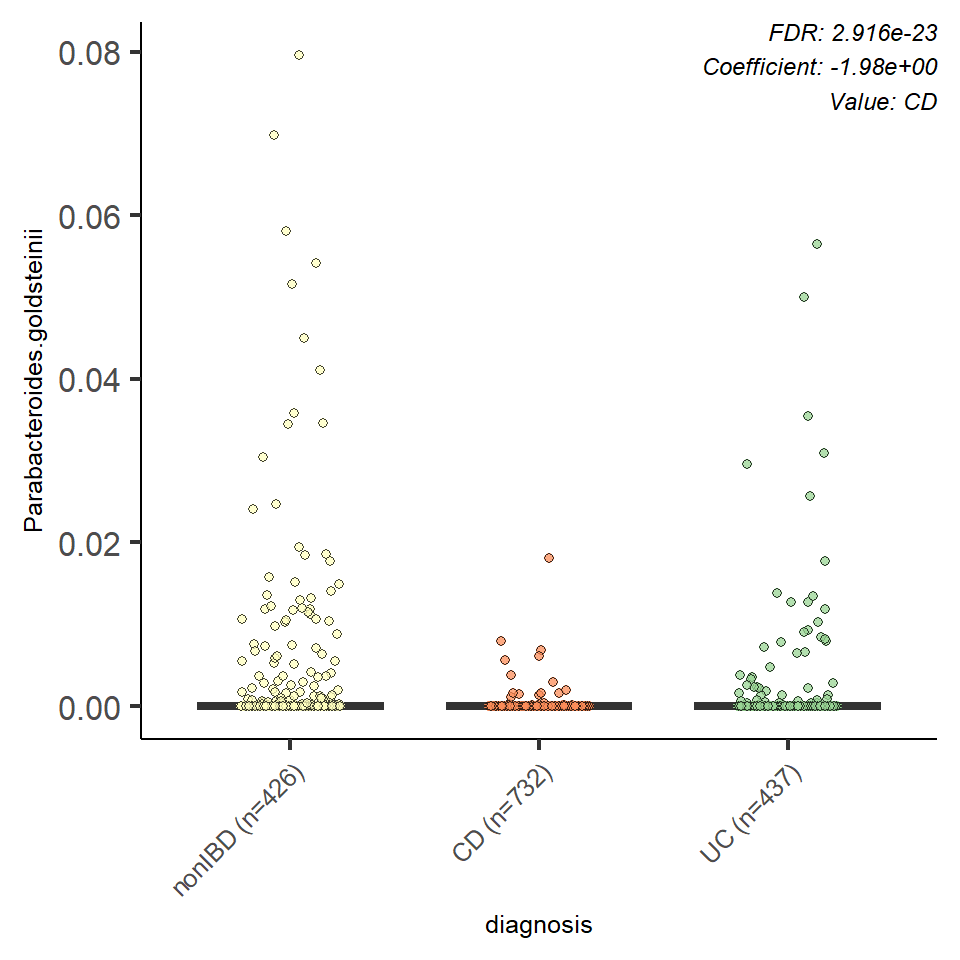 FDR: 2.916e-23
Coefficient: -1.98e+00
Value: CD
Parabacteroides.goldsteinii
0.08
0.06
0.04
0.02
0.00
nonIBD (n=426)
CD (n=732)
UC (n=437)
diagnosis